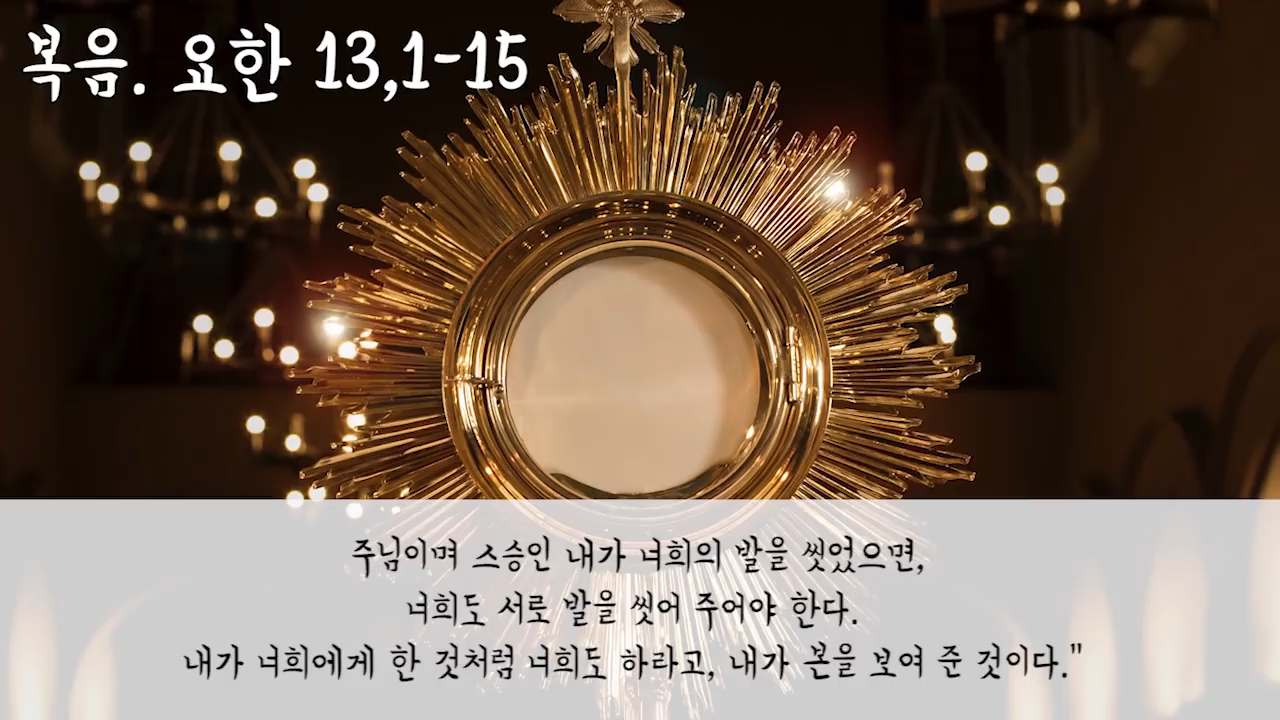 복음. 요한 13,1-15
주님이며 스승인 내가 너희의 발을 씻었으면,
너희도 서로 발을 씻어 주어야 한다.
내가 너희에게 한 것처럼 너희도 하라고, 내가 본을 보여 준 것이다."